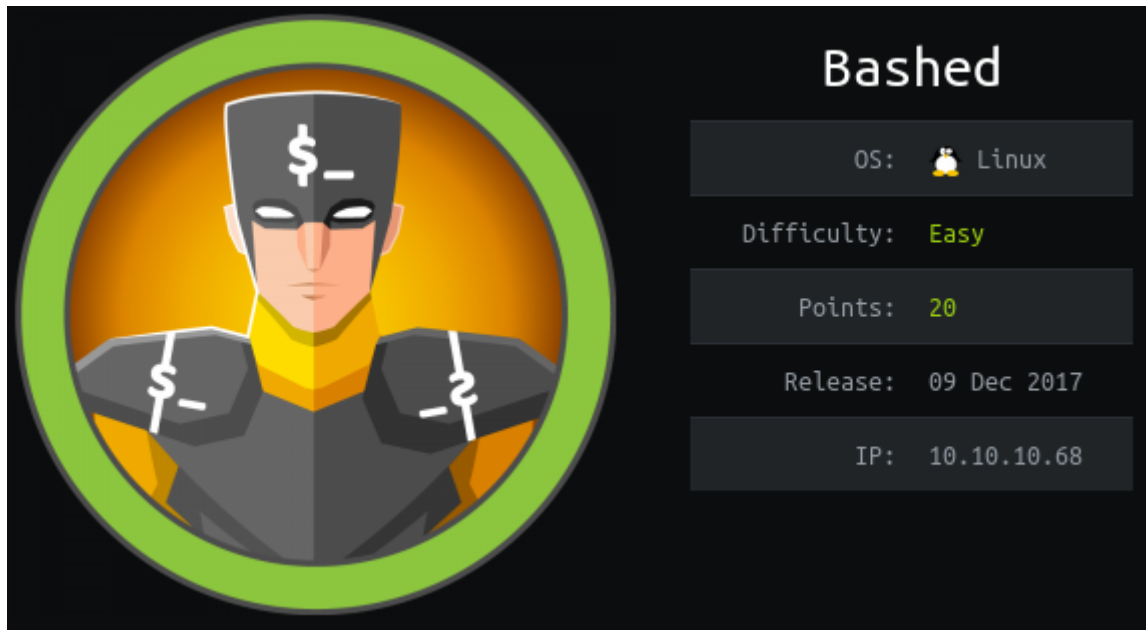 Bashed
OS: Linux
Difficulty: Easy
Points: 20
Release: 09 Dec 2017
IP: 10.10.10.68
$_
$_
$_